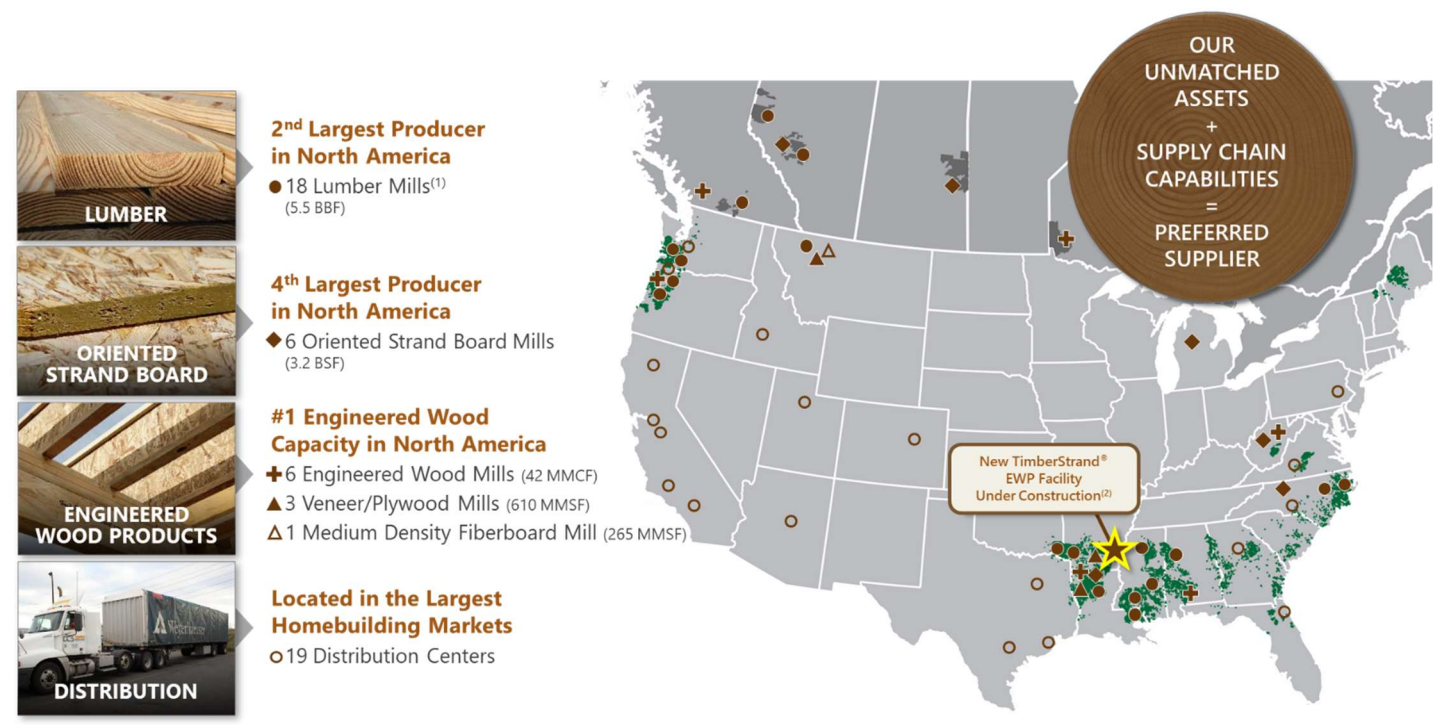 LUMBER
2nd Largest Producer
in North America
18 Lumber Mills(1)
(5.5 BBF)
ORIENTED
STRAND BOARD
4th Largest Producer
in North America
6 Oriented Strand Board Mills
(3.2 BSF)
ENGINEERED
WOOD PRODUCTS
#1 Engineered Wood
Capacity in North America
6 Engineered Wood Mills (42 MMCF)
3 Veneer/Plywood Mills (610 MMSF)
1 Medium Density Fiberboard Mill (265 MMSF)
DISTRIBUTION
Located in the Largest
Homebuilding Markets
19 Distribution Centers
OUR
UNMATCHED
ASSETS
+
SUPPLY CHAIN
CAPABILITIES
=
PREFERRED
SUPPLIER
New TimberStrand®
EWP Facility
Under Construction(2)